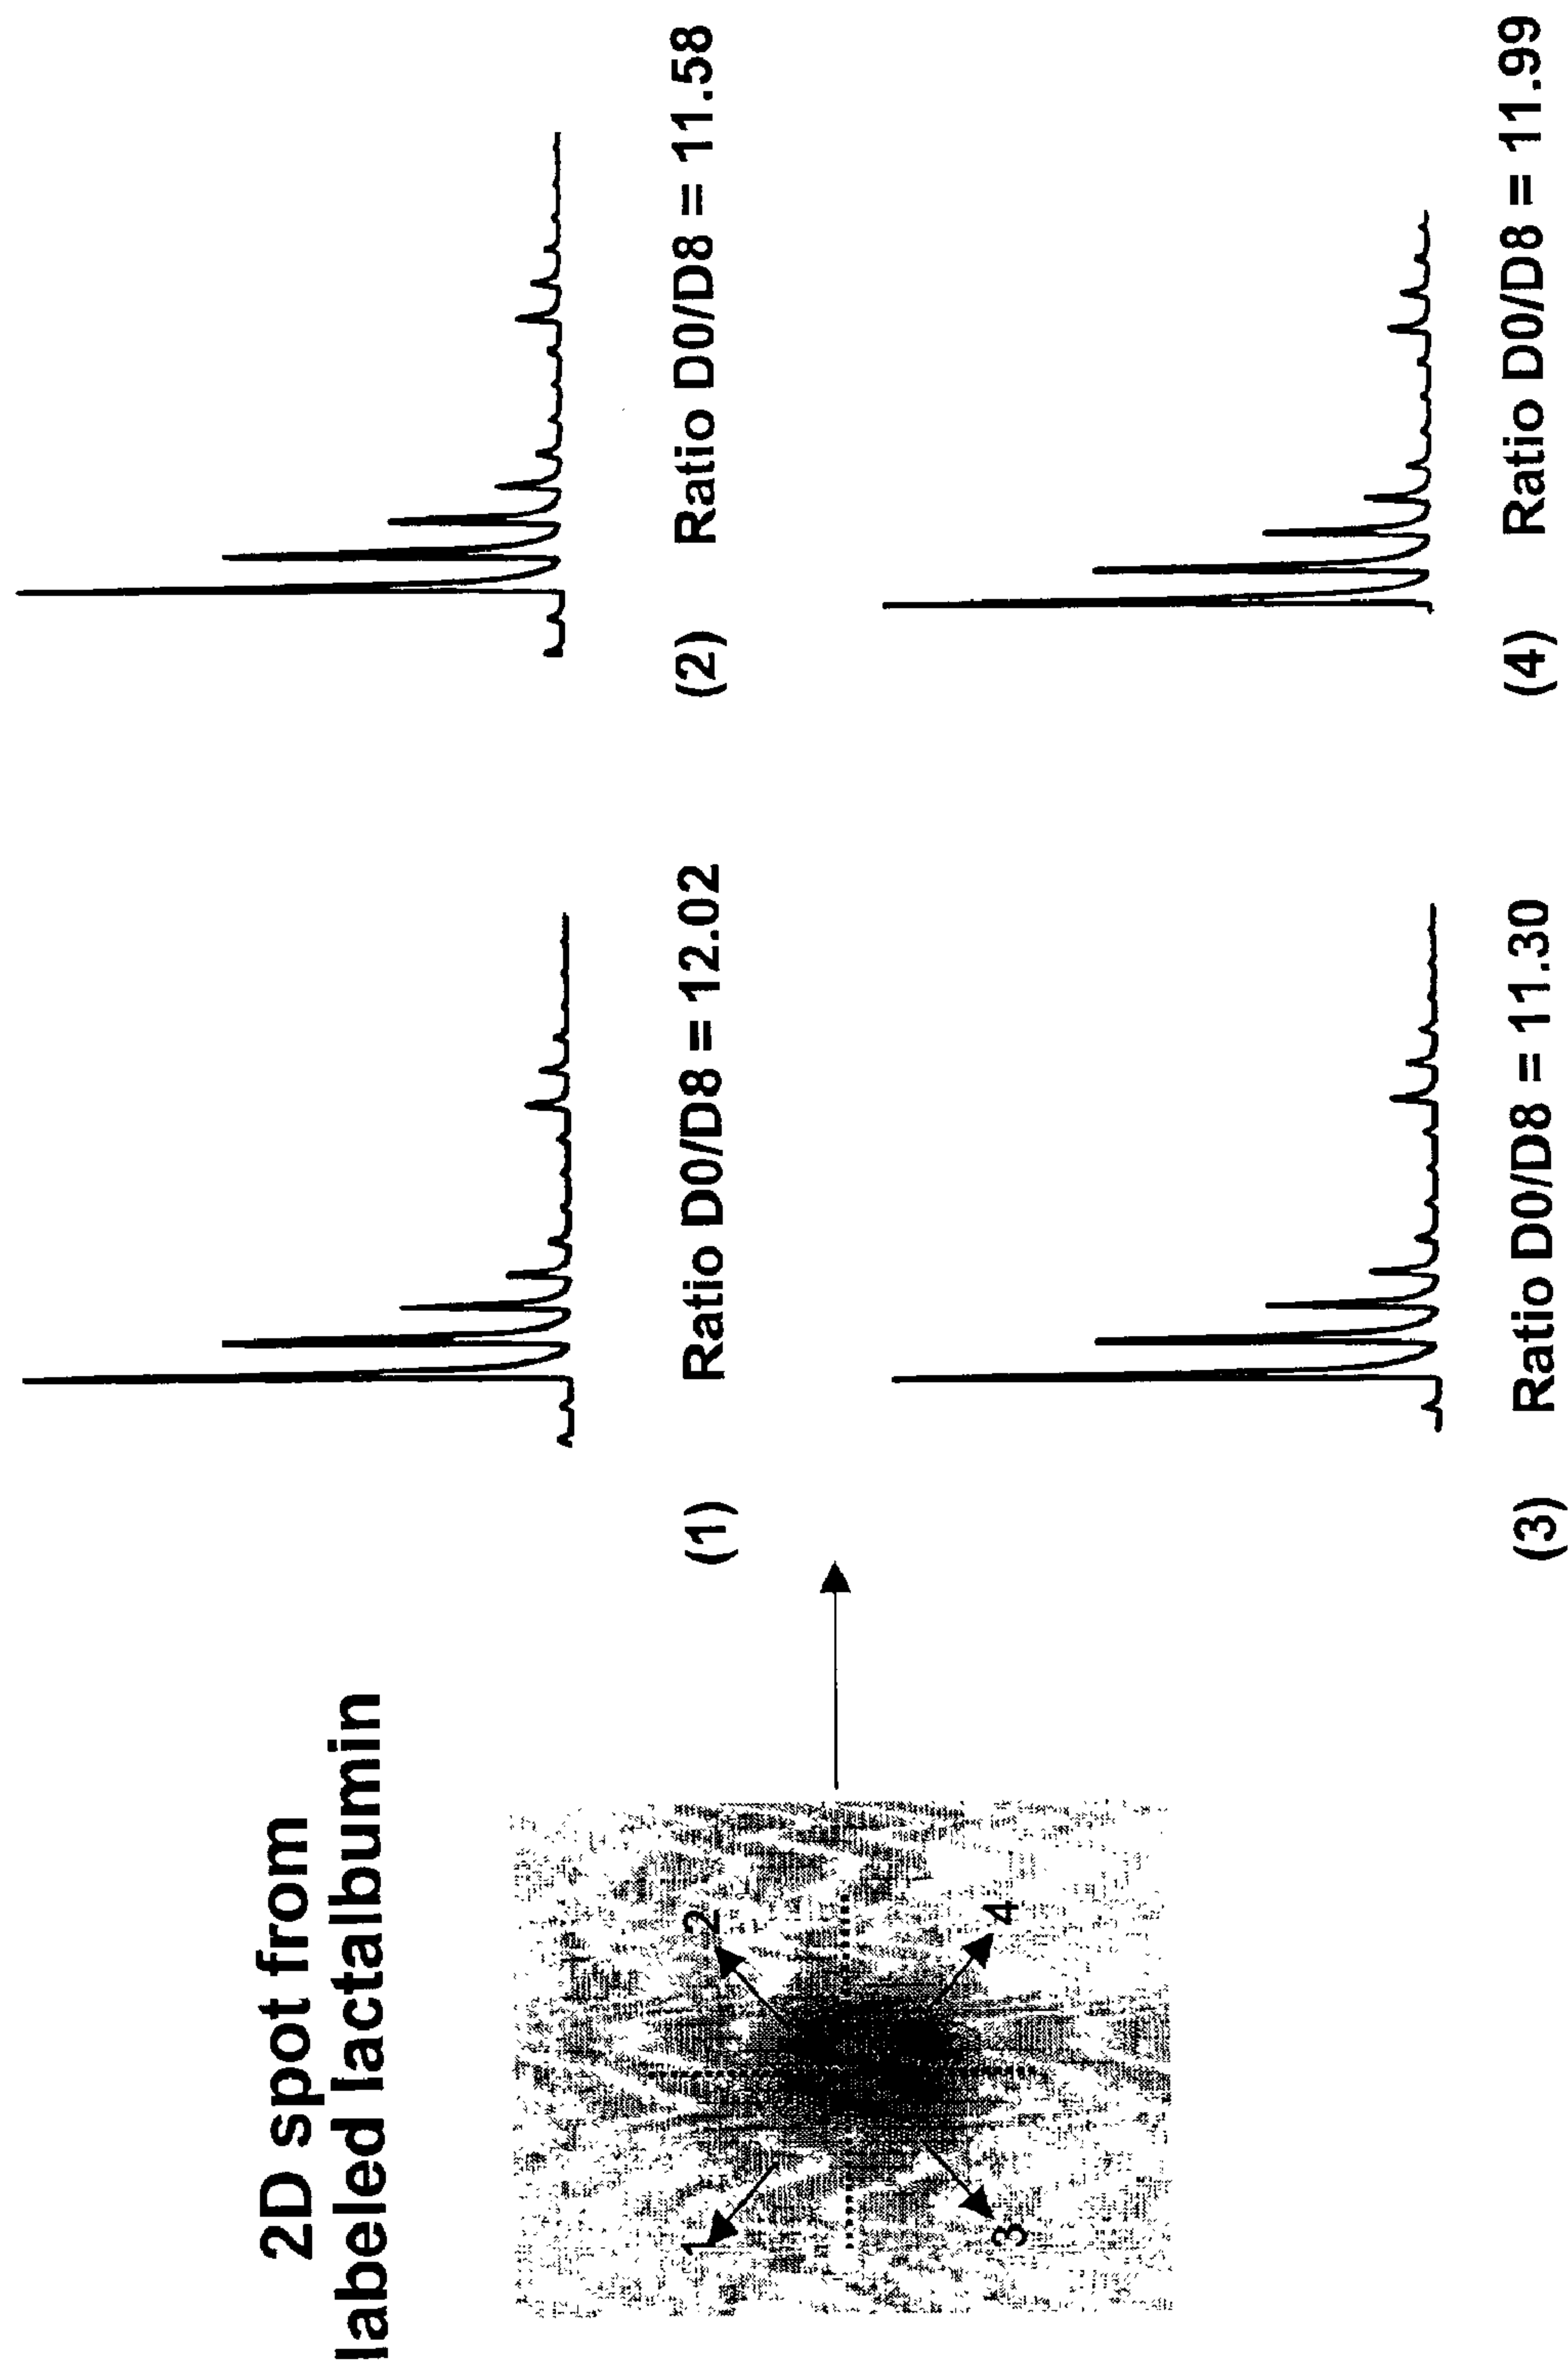 2D spot from
labeled lactalbumin
1
2
3
4
(1) Ratio D0/D8 = 12.02
(2) Ratio D0/D8 = 11.58
(3) Ratio D0/D8 = 11.30
(4) Ratio D0/D8 = 11.99